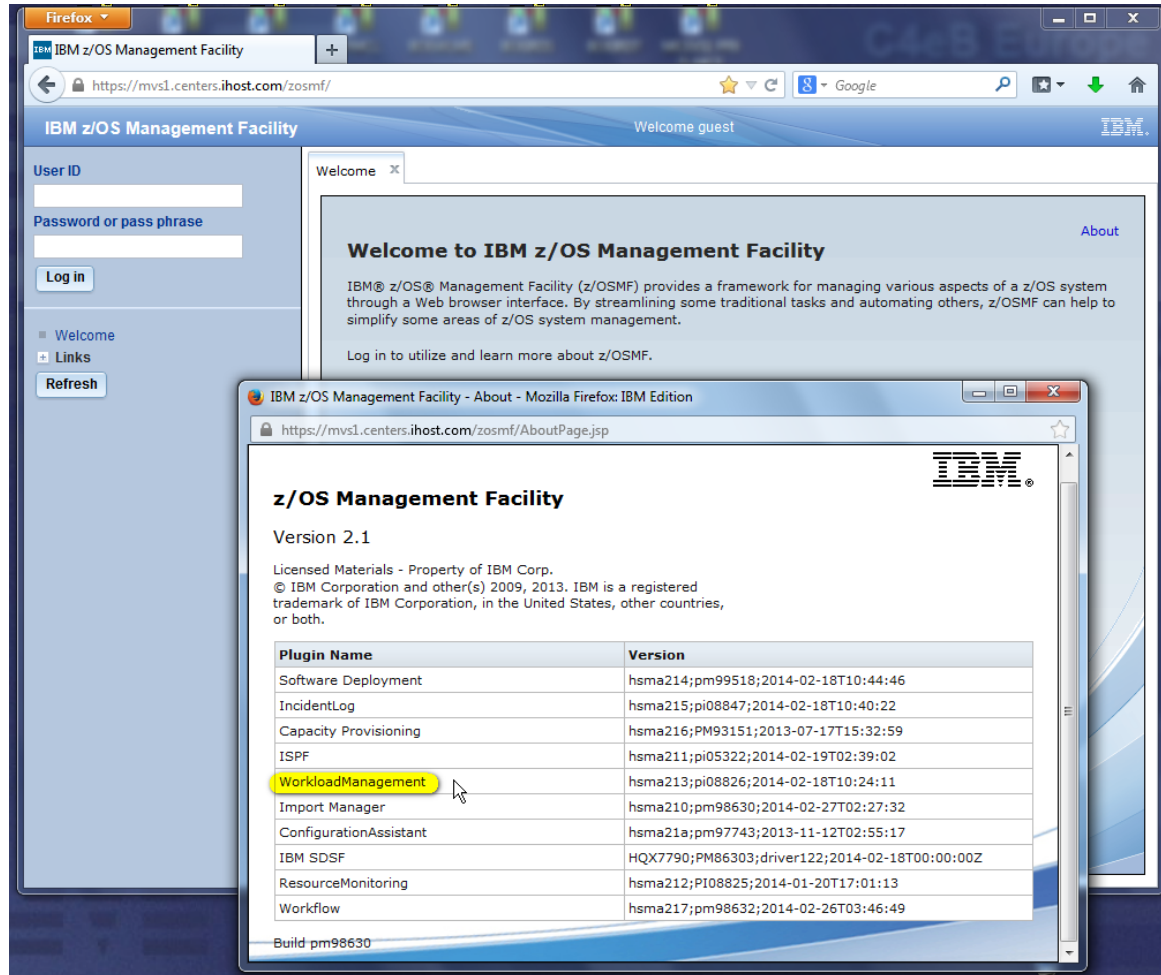 Firefox
C4eB Europe
IBM IBM z/OS Management Facility
https://mvs1.centers.ihost.com/zosmf/
8 Google
IBM z/OS Management Facility
Welcome guest
IBM.
User ID
Password or pass phrase
Log in
Welcome
Links
Refresh
Welcome x
About
Welcome to IBM z/OS Management Facility
IBM® z/OS® Management Facility (z/OSMF) provides a framework for managing various aspects of a z/OS system
through a Web browser interface. By streamlining some traditional tasks and automating others, z/OSMF can help to
simplify some areas of z/OS system management.
Log in to utilize and learn more about z/OSMF.
IBM z/OS Management Facility - About - Mozilla Firefox: IBM Edition
https://mvs1.centers.ihost.com/zosmf/AboutPage.jsp
IBM®
z/OS Management Facility
Version 2.1
Licensed Materials - Property of IBM Corp.
© IBM Corporation and other(s) 2009, 2013. IBM is a registered
trademark of IBM Corporation, in the United States, other countries,
or both.
Plugin Name Version
Software Deployment hsma214;pm99518;2014-02-18T10:44:46
IncidentLog hsma215;pi08847;2014-02-18T10:40:22
Capacity Provisioning hsma216;PM93151;2013-07-17T15:32:59
ISPF hsma211;pi05322;2014-02-19T02:39:02
WorkloadManagement hsma213;pi08826;2014-02-18T10:24:11
Import Manager hsma210;pm98630;2014-02-27T02:27:32
ConfigurationAssistant hsma21a;pm97743;2013-11-12T02:55:17
IBM SDSF HQX7790;PM86303;driver122;2014-02-18T00:00:00Z
ResourceMonitoring hsma212;PI08825;2014-01-20T17:01:13
Workflow hsma217;pm98632;2014-02-26T03:46:49
Build pm98630